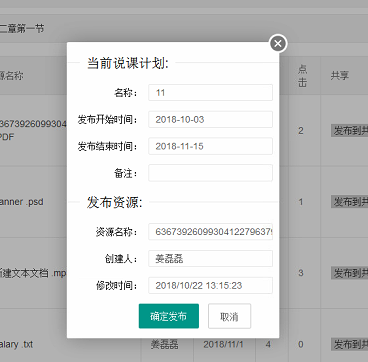 二章第一节
源名称
点击
共享
当前说课计划:
名称: 11
发布开始时间: 2018-10-03
发布结束时间: 2018-11-15
备注:
发布资源:
资源名称:
创建人: 姜磊磊
修改时间: 2018/10/22 13:15:23
确定发布 取消
PDF
2 发布到共
anner .psd
1 发布到共
新建文本文档 .mp
3 发布到共
alary .txt 姜磊磊 2018/11/1 4 0 发布到共